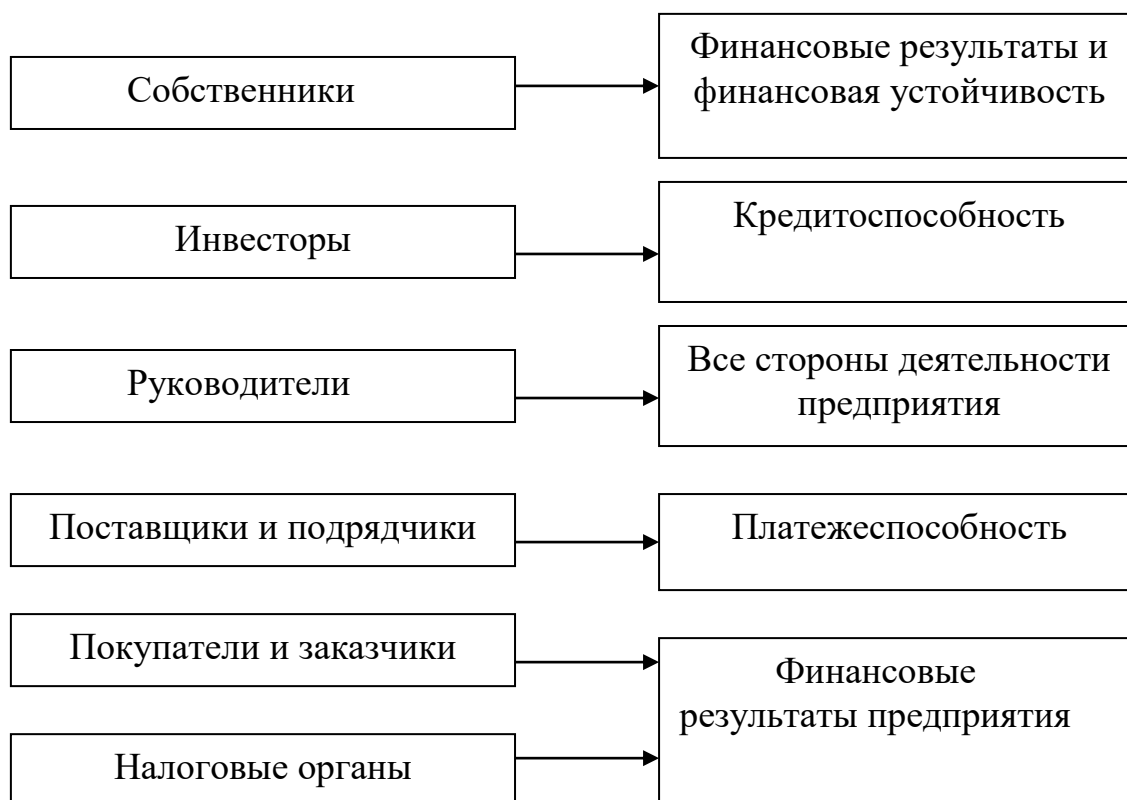 Собственники
Финансовые результаты и
финансовая устойчивость
Инвесторы
Кредитоспособность
Руководители
Все стороны деятельности
предприятия
Поставщики и подрядчики
Платежеспособность
Покупатели и заказчики
Финансовые
результаты предприятия
Налоговые органы